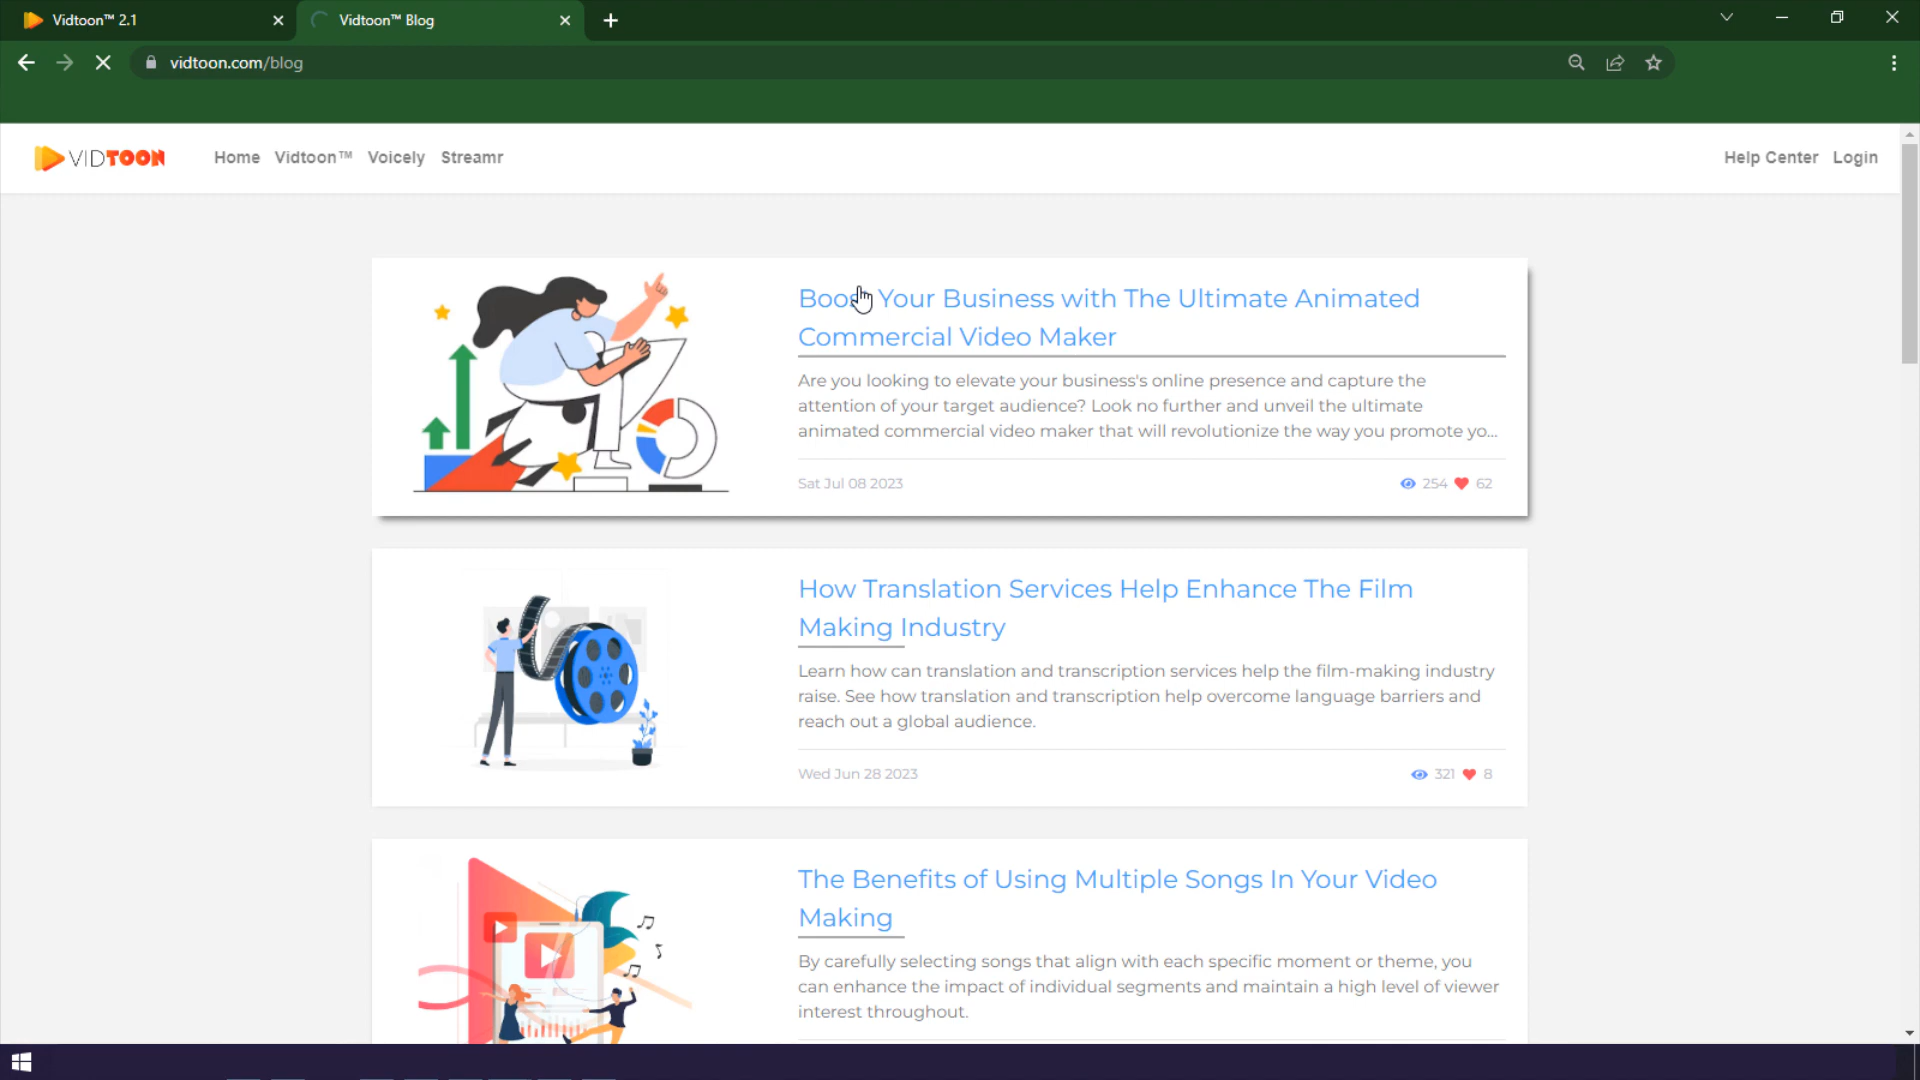 Vidtoon™ 2.1
Vidtoon™ Blog
vidtoon.com/blog
VIDTOON
Home
Vidtoon™
Voicely
Streamr
Help Center
Login
Boost Your Business with The Ultimate Animated
Commercial Video Maker
Are you looking to elevate your business's online presence and capture the
attention of your target audience? Look no further and unveil the ultimate
animated commercial video maker that will revolutionize the way you promote yo...
Sat Jul 08 2023
254
62
How Translation Services Help Enhance The Film
Making Industry
Learn how can translation and transcription services help the film-making industry
raise. See how translation and transcription help overcome language barriers and
reach out a global audience.
Wed Jun 28 2023
321
8
The Benefits of Using Multiple Songs In Your Video
Making
By carefully selecting songs that align with each specific moment or theme, you
can enhance the impact of individual segments and maintain a high level of viewer
interest throughout.